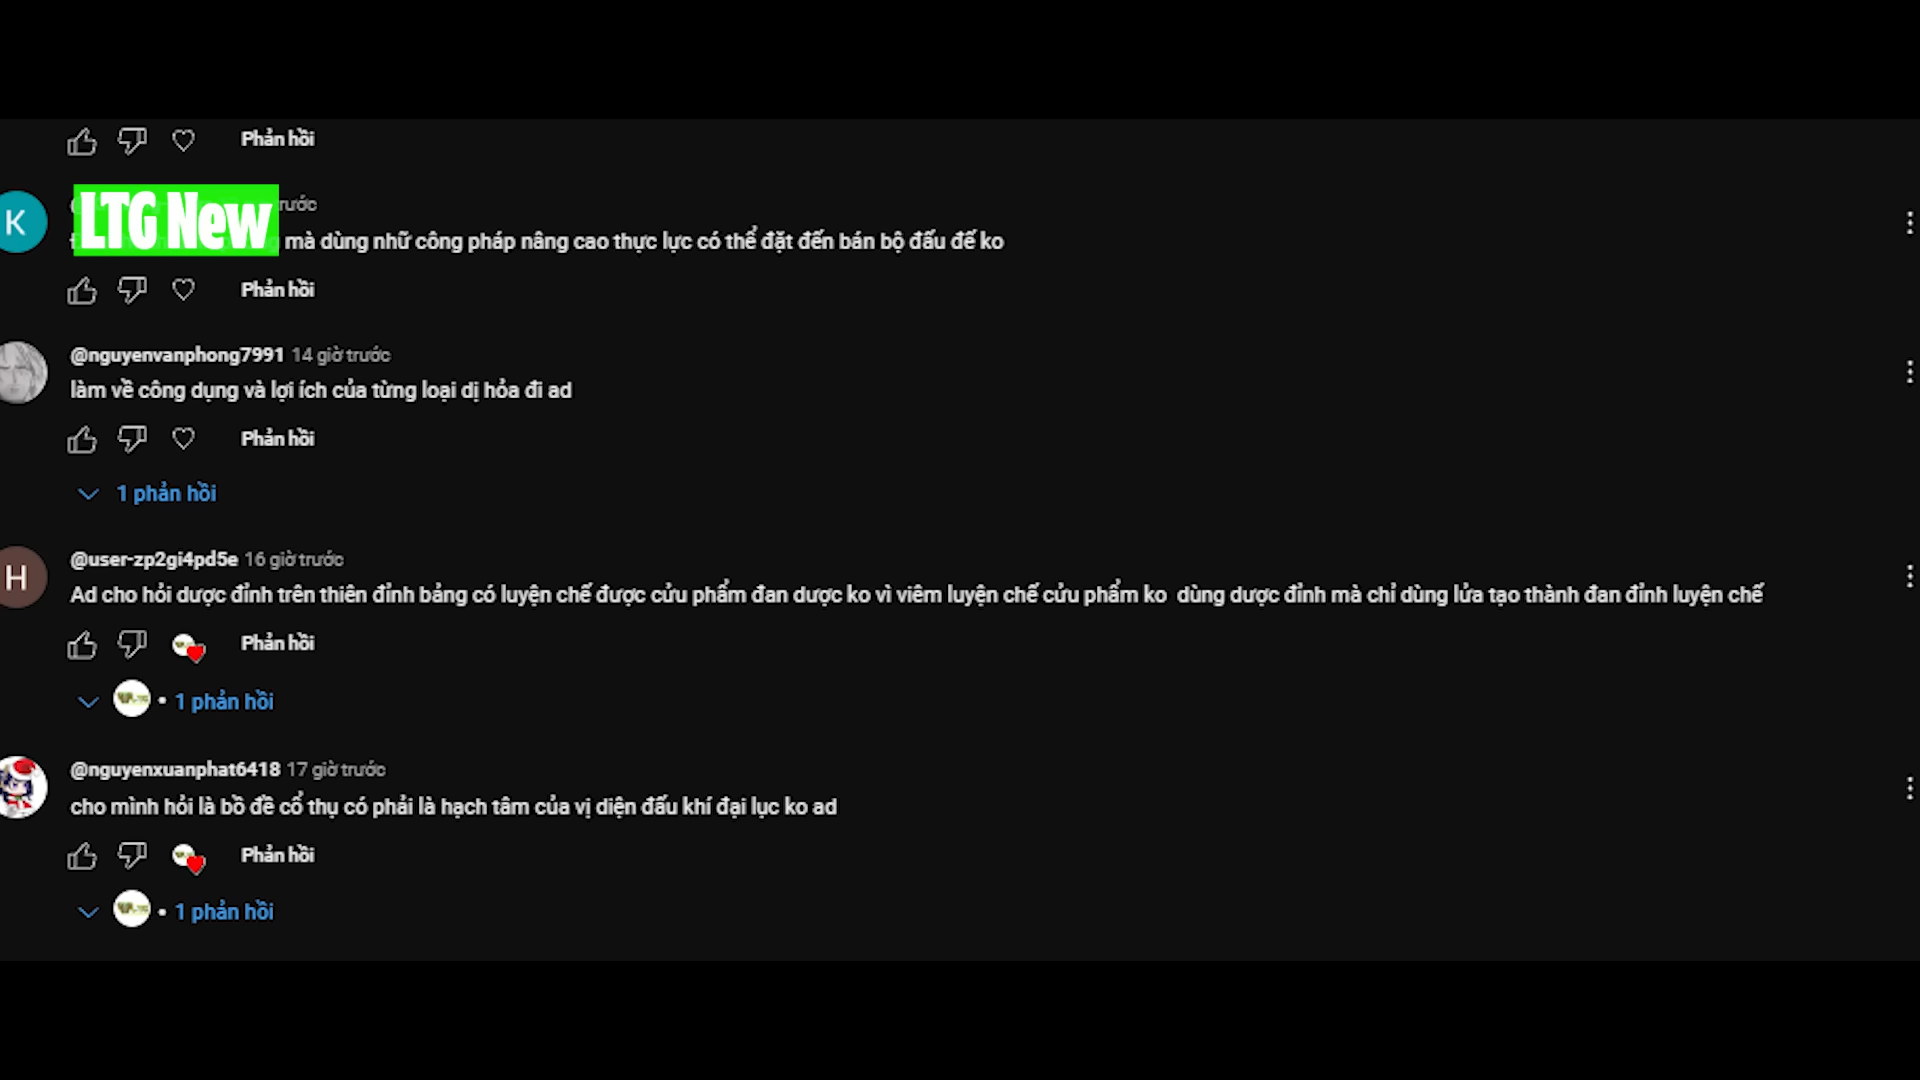 Phản hồi
K
LTG New
rước
mà dùng nhữ công pháp nâng cao thực lực có thể đặt đến bán bộ đấu đế ko
Phản hồi
@nguyenvanphong7991 14 giờ trước
làm về công dụng và lợi ích của từng loại dị hỏa đi ad
Phản hồi
1 phản hồi
H
@user-zp2gi4pd5e 16 giờ trước
Ad cho hỏi dược đỉnh trên thiên đỉnh bảng có luyện chế được cửu phẩm đan dược ko vì viêm luyện chế cửu phẩm ko dùng dược đỉnh mà chỉ dùng lửa tạo thành đan đỉnh luyện chế
Phản hồi
• 1 phản hồi
@nguyenxuanphat6418 17 giờ trước
cho mình hỏi là bồ đề cổ thụ có phải là hạch tâm của vị diện đấu khí đại lục ko ad
Phản hồi
• 1 phản hồi